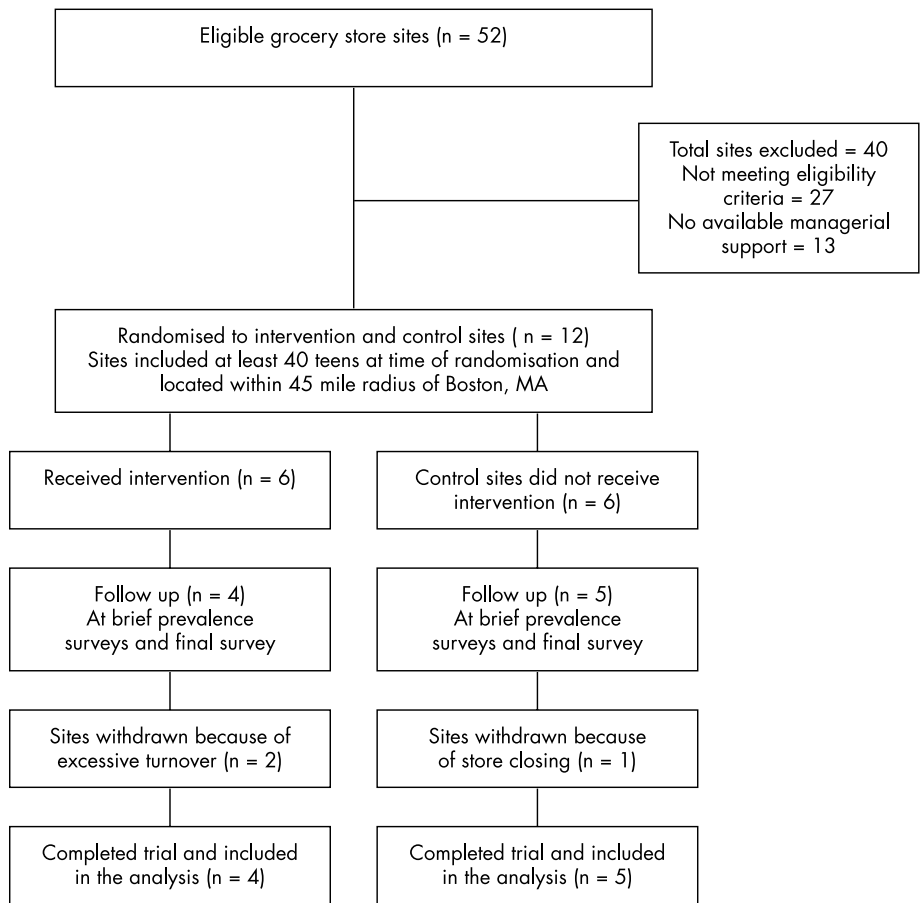 Eligible grocery store sites (n = 52)
Total sites excluded = 40
Not meeting eligibility
criteria = 27
No available managerial
support = 13
Randomised to intervention and control sites ( n = 12)
Sites included at least 40 teens at time of randomisation and
located within 45 mile radius of Boston, MA
Received intervention (n = 6)
Control sites did not receive
intervention (n = 6)
Follow up (n = 4)
At brief prevalence
surveys and final survey
Follow up (n = 5)
At brief prevalence
surveys and final survey
Sites withdrawn because of
excessive turnover (n = 2)
Sites withdrawn because
of store closing (n = 1)
Completed trial and included
in the analysis (n = 4)
Completed trial and included
in the analysis (n = 5)